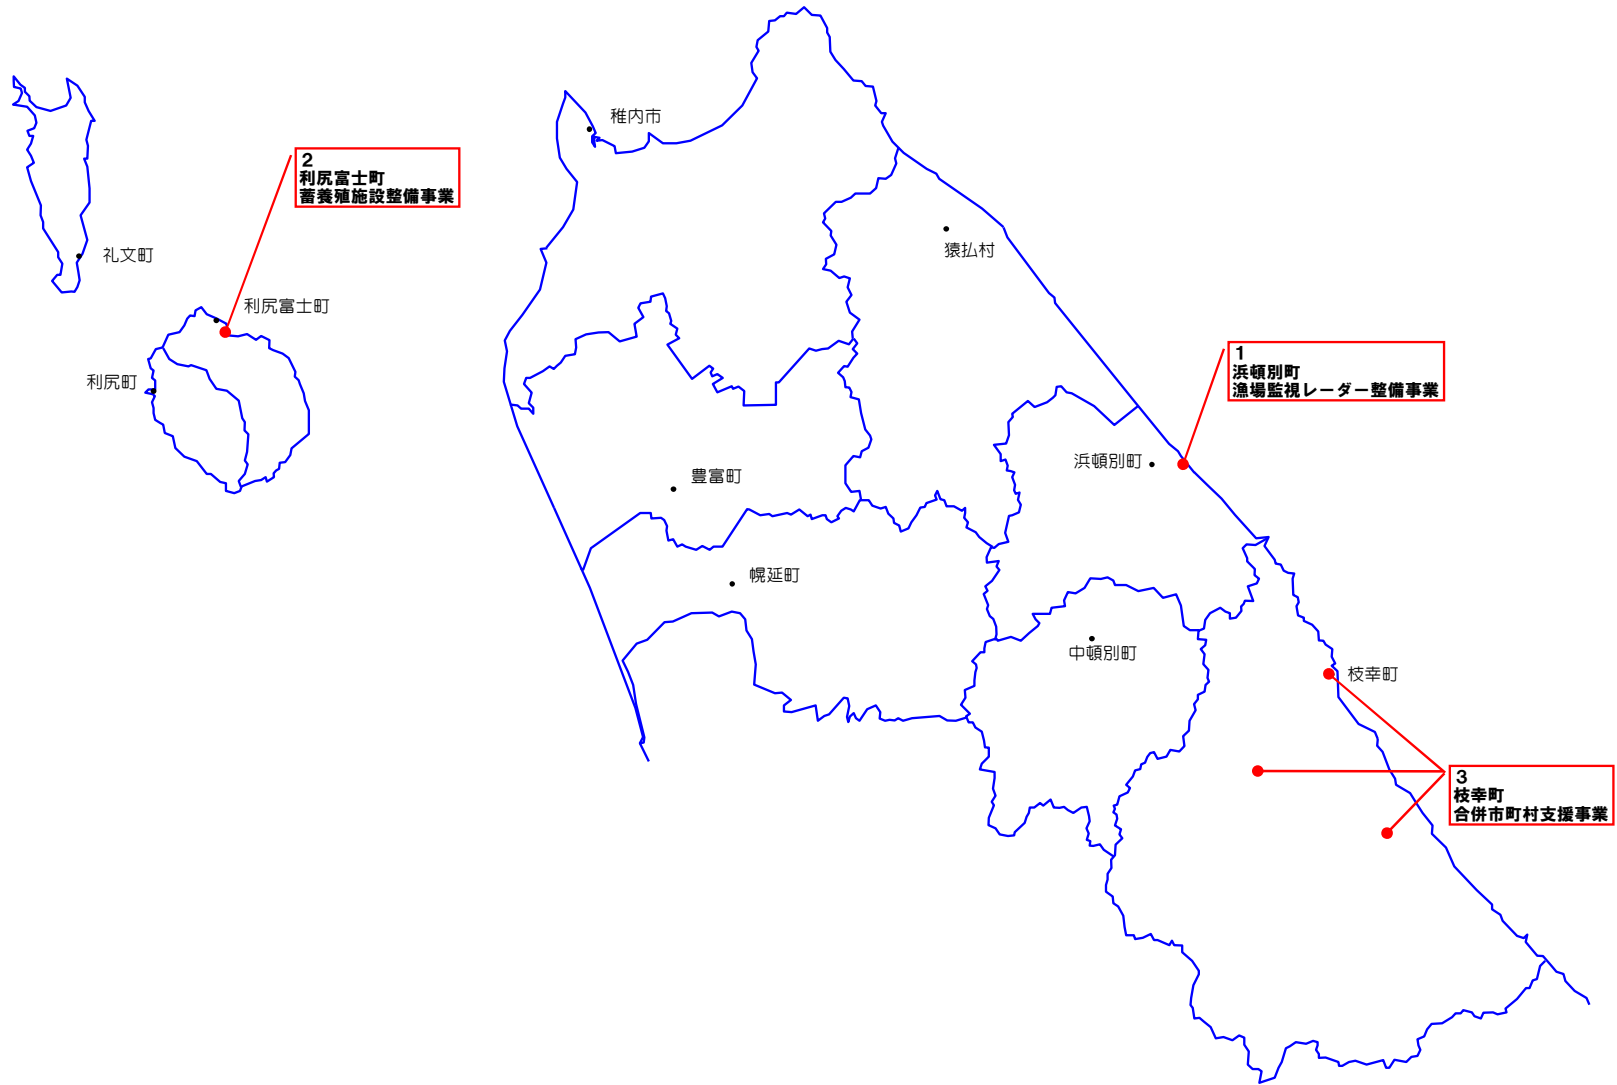 稚内市
2
利尻富士町
蓄養殖施設整備事業
猿払村
礼文町
利尻富士町
1
浜頓別町
漁場監視レーダー整備事業
利尻町
浜頓別町
豊富町
幌延町
中頓別町
枝幸町
3
枝幸町
合併市町村支援事業